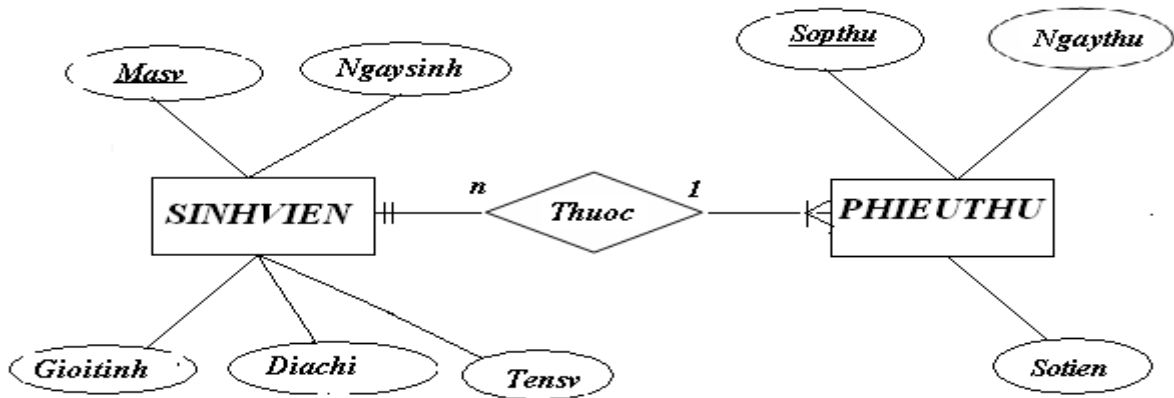 Masv
Ngaysinh
Sopthu
Ngaythu
SINHVIEN
n
Thuoc
1
PHIEUTHU
Gioitinh
Diachi
Tensv
Sotien